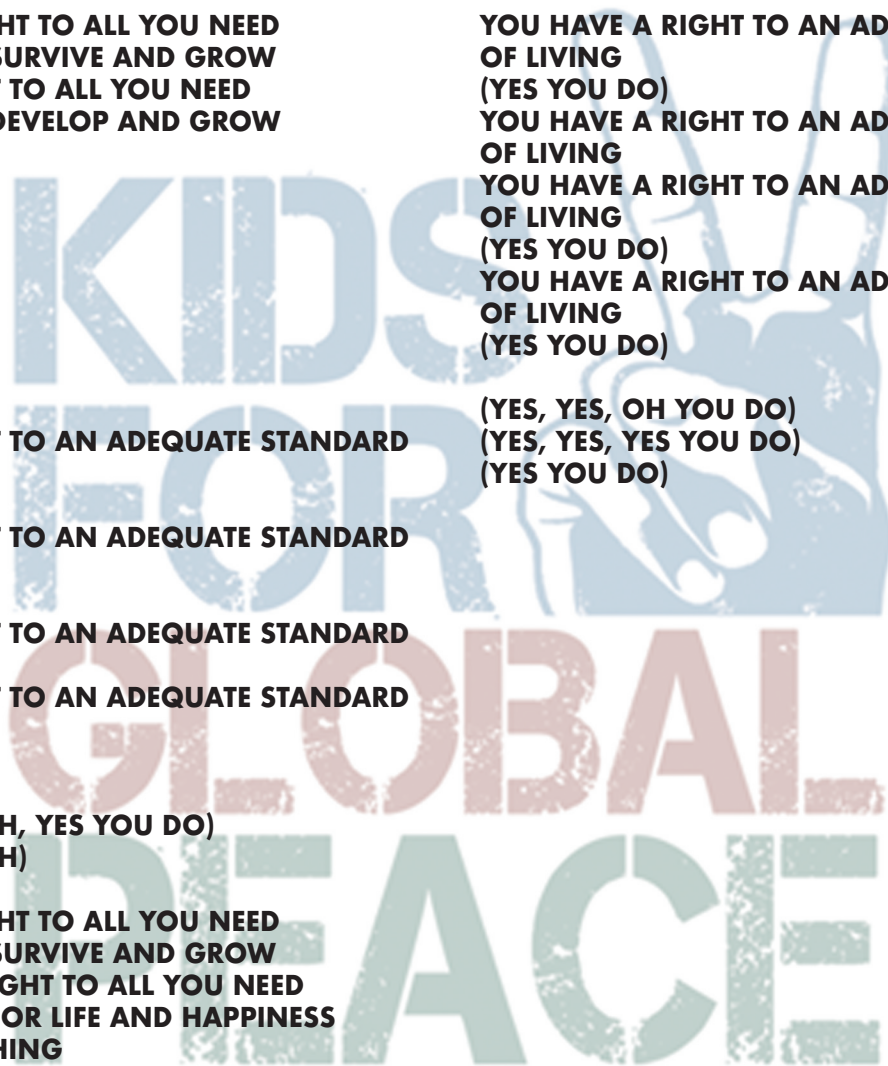 HT TO ALL YOU NEED
SURVIVE AND GROW
TO ALL YOU NEED
DEVELOP AND GROW
TO AN ADEQUATE STANDARD
TO AN ADEQUATE STANDARD
TO AN ADEQUATE STANDARD
TO AN ADEQUATE STANDARD
H, YES YOU DO)
H)
HT TO ALL YOU NEED
SURVIVE AND GROW
GHT TO ALL YOU NEED
OR LIFE AND HAPPINESS
HING
YOU HAVE A RIGHT TO AN AD
OF LIVING
(YES YOU DO)
YOU HAVE A RIGHT TO AN AD
OF LIVING
YOU HAVE A RIGHT TO AN AD
OF LIVING
(YES YOU DO)
YOU HAVE A RIGHT TO AN AD
OF LIVING
(YES YOU DO)
(YES, YES, OH YOU DO)
(YES, YES, YES YOU DO)
(YES YOU DO)
KIDS
FOR
GLOBAL
PEACE